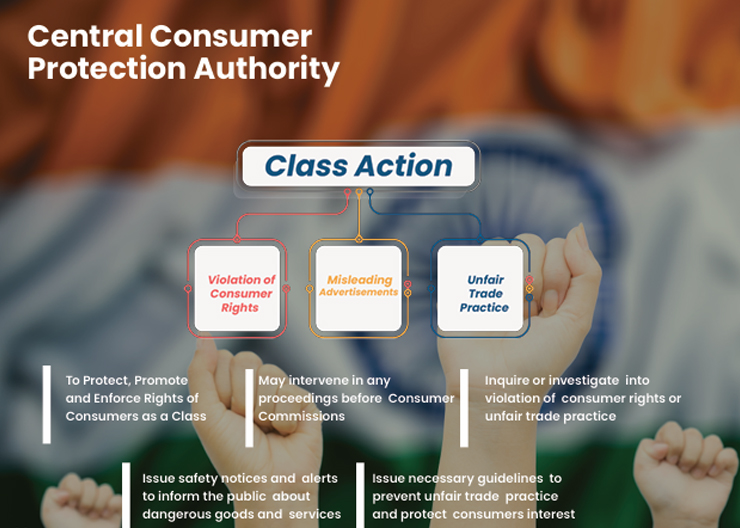 Central Consumer
Protection Authority
Class Action
Violation of
Consumer
Rights
Misleading
Advertisements
Unfair
Trade
Practice
To Protect, Promote
and Enforce Rights of
Consumers as a Class
May intervene in any
proceedings before Consumer
Commissions
Inquire or investigate into
violation of consumer rights or
unfair trade practice
Issue safety notices and alerts
to inform the public about
dangerous goods and services
Issue necessary guidelines to
prevent unfair trade practice
and protect consumers interest